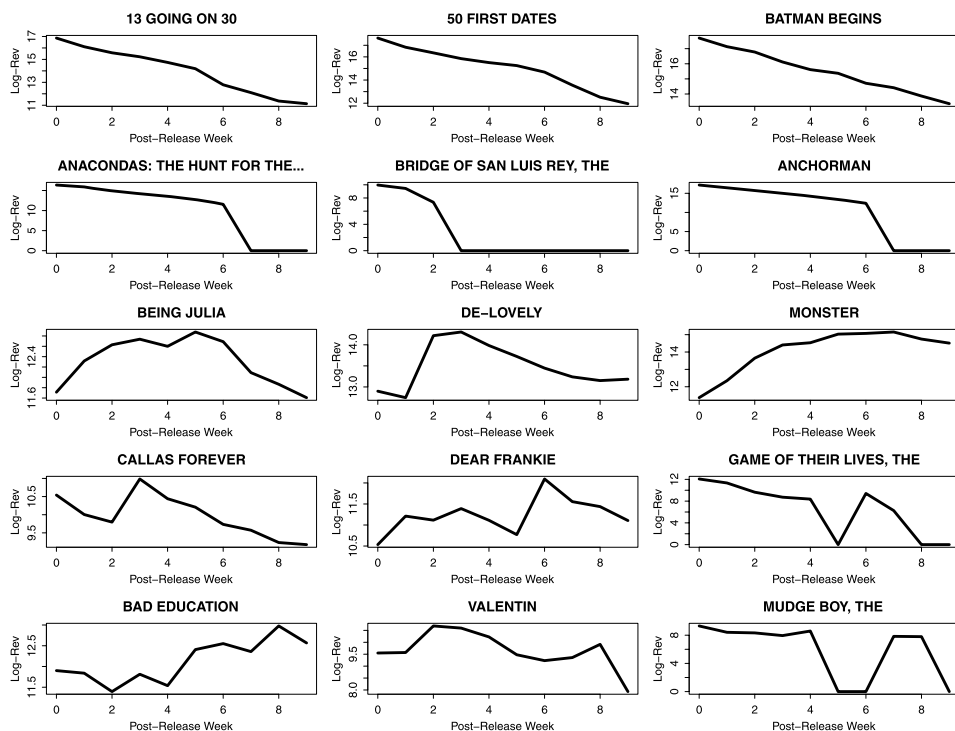 13 GOING ON 30
Log−Rev
11 13 15 17
0 2 4 6 8
Post−Release Week
50 FIRST DATES
Log−Rev
12 14 16
0 2 4 6 8
Post−Release Week
BATMAN BEGINS
Log−Rev
14 16
0 2 4 6 8
Post−Release Week
ANACONDAS: THE HUNT FOR THE...
Log−Rev
0 5 10
0 2 4 6 8
Post−Release Week
BRIDGE OF SAN LUIS REY, THE
Log−Rev
0 4 8
0 2 4 6 8
Post−Release Week
ANCHORMAN
Log−Rev
0 5 15
0 2 4 6 8
Post−Release Week
BEING JULIA
Log−Rev
11.6 12.4
0 2 4 6 8
Post−Release Week
DE−LOVELY
Log−Rev
13.0 14.0
0 2 4 6 8
Post−Release Week
MONSTER
Log−Rev
12 14
0 2 4 6 8
Post−Release Week
CALLAS FOREVER
Log−Rev
9.5 10.5
0 2 4 6 8
Post−Release Week
DEAR FRANKIE
Log−Rev
10.5 11.5
0 2 4 6 8
Post−Release Week
GAME OF THEIR LIVES, THE
Log−Rev
0 4 8 12
0 2 4 6 8
Post−Release Week
BAD EDUCATION
Log−Rev
11.5 12.5
0 2 4 6 8
Post−Release Week
VALENTIN
Log−Rev
8.0 9.5
0 2 4 6 8
Post−Release Week
MUDGE BOY, THE
Log−Rev
0 4 8
0 2 4 6 8
Post−Release Week